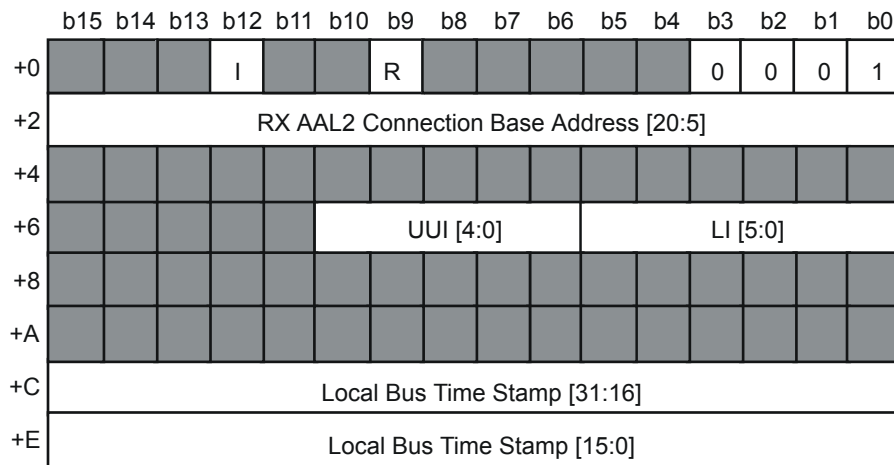 b15 b14 b13 b12 b11 b10 b9 b8 b7 b6 b5 b4 b3 b2 b1 b0
+0 I R 0 0 0 1
+2 RX AAL2 Connection Base Address [20:5]
+4
+6 UUI [4:0] LI [5:0]
+8
+A
+C Local Bus Time Stamp [31:16]
+E Local Bus Time Stamp [15:0]